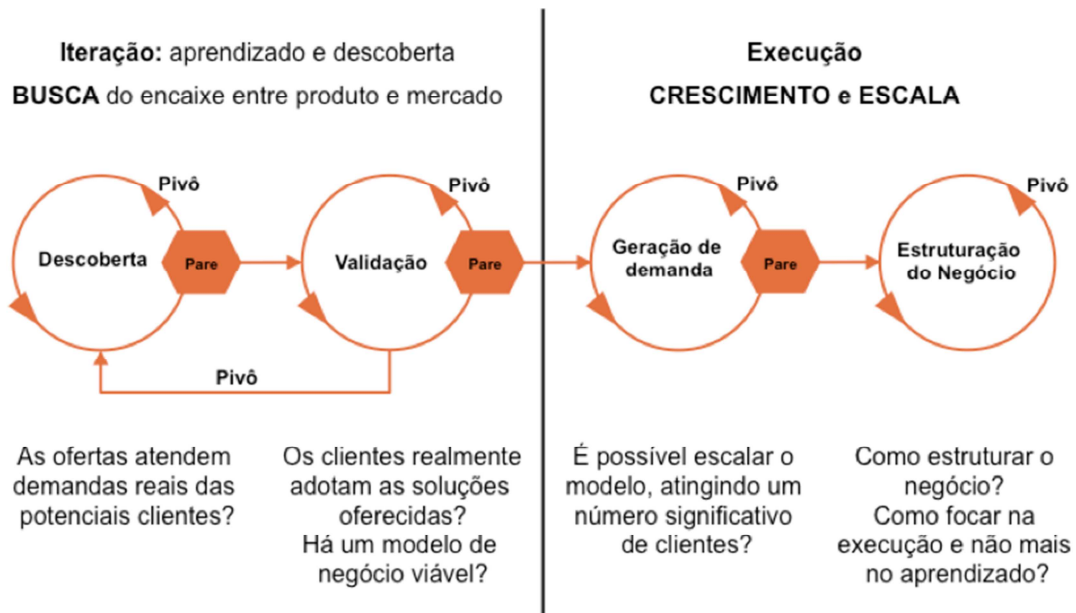 Iteração: aprendizado e descoberta
BUSCA do encaixe entre produto e mercado
Execução
CRESCIMENTO e ESCALA
Pivô
Descoberta
Pare
Pivô
Validação
Pare
Pivô
Pivô
Geração de
demanda
Pare
Pivô
Estruturação
do Negócio
As ofertas atendem
demandas reais das
potenciais clientes?
Os clientes realmente
adotam as soluções
oferecidas?
Há um modelo de
negócio viável?
É possível escalar o
modelo, atingindo um
número significativo
de clientes?
Como estruturar o
negócio?
Como focar na
execução e não mais
no aprendizado?